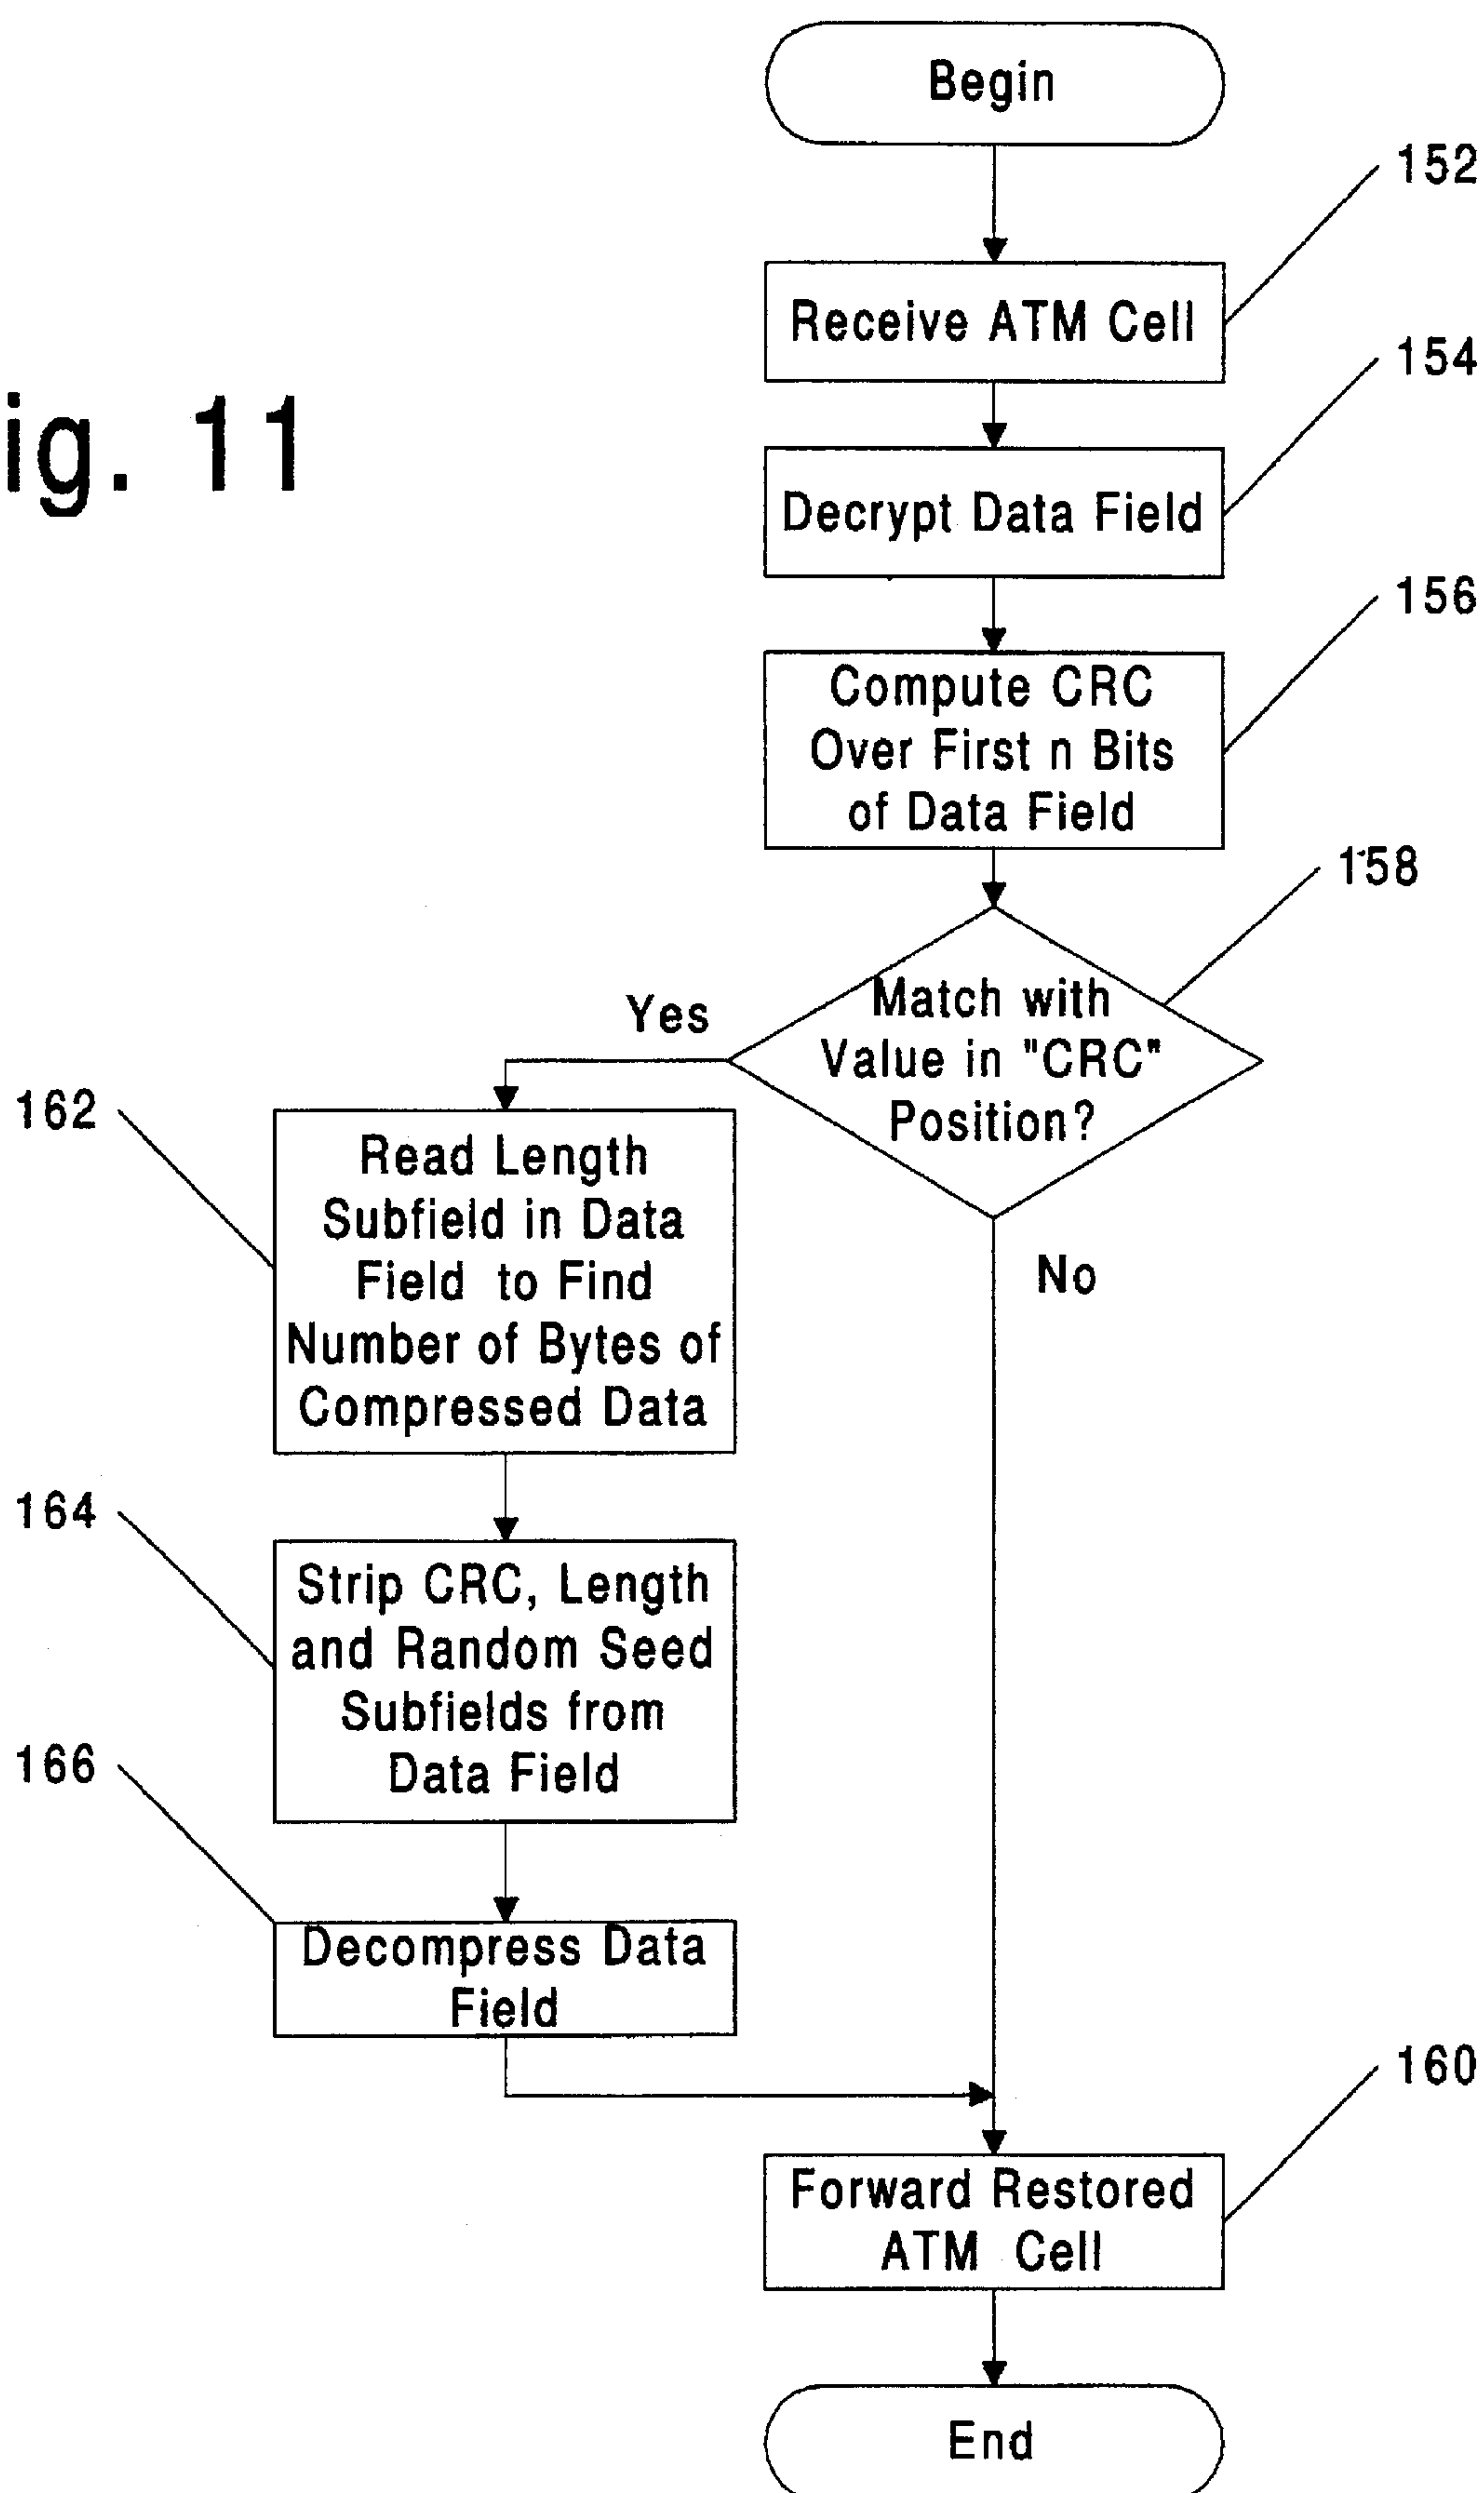 Begin
152
Receive ATM Cell
154
ig. 11
Decrypt Data Field
156
Compute CRC
Over First n Bits
of Data Field
158
Match with
Value in "CRC"
Position?
Yes
No
162
Read Length
Subfield in Data
Field to Find
Number of Bytes of
Compressed Data
164
Strip CRC, Length
and Random Seed
Subfields from
Data Field
166
Decompress Data
Field
160
Forward Restored
ATM Cell
End